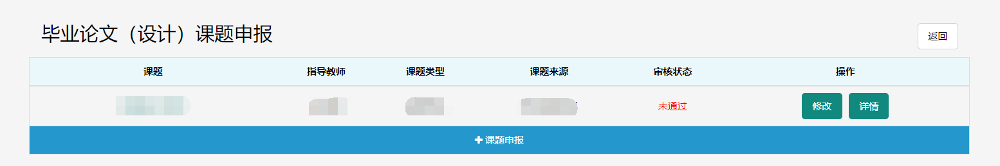 毕业论文（设计）课题申报
返回
课题 指导教师 课题类型 课题来源 审核状态 操作
未通过 修改 详情
课题申报